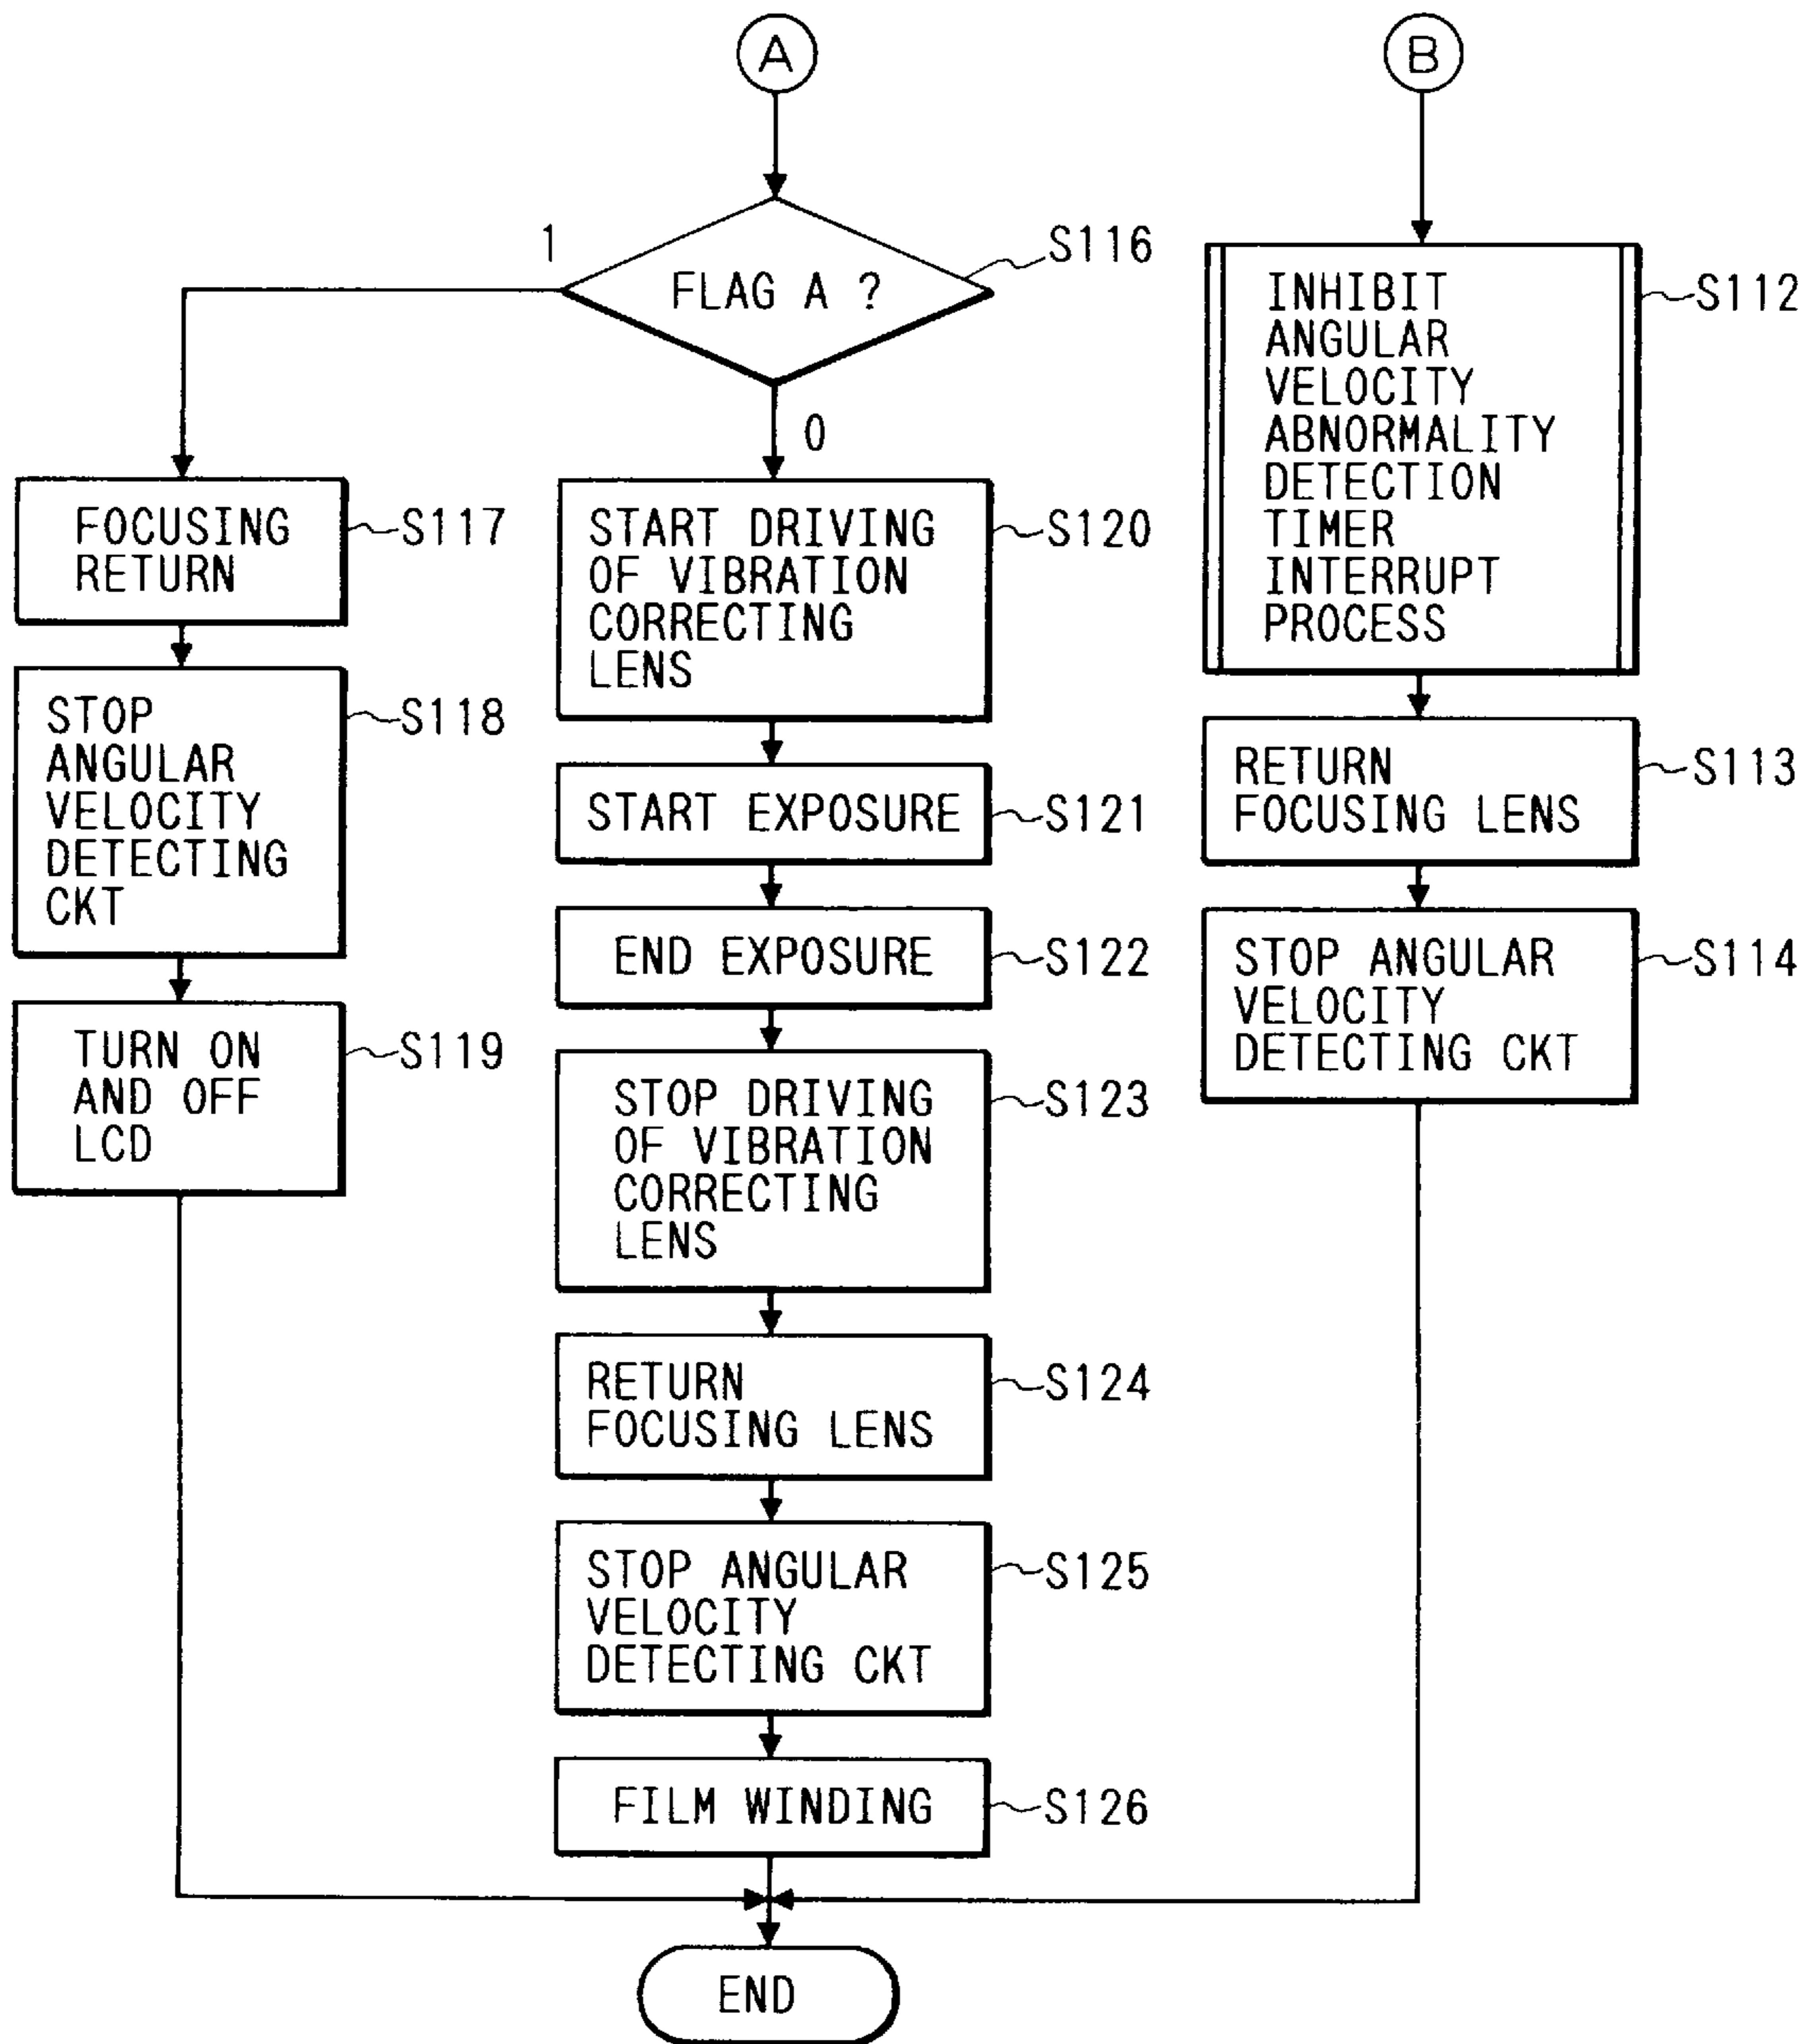 A
B
1
FLAG A ?
S116
0
INHIBIT
ANGULAR
VELOCITY
ABNORMALITY
DETECTION
TIMER
INTERRUPT
PROCESS
S112
FOCUSING
RETURN
S117
START DRIVING
OF VIBRATION
CORRECTING
LENS
S120
STOP
ANGULAR
VELOCITY
DETECTING
CKT
S118
START EXPOSURE
S121
RETURN
FOCUSING LENS
S113
END EXPOSURE
S122
STOP ANGULAR
VELOCITY
DETECTING CKT
S114
TURN ON
AND OFF
LCD
S119
STOP DRIVING
OF VIBRATION
CORRECTING
LENS
S123
RETURN
FOCUSING LENS
S124
STOP ANGULAR
VELOCITY
DETECTING CKT
S125
FILM WINDING
S126
END